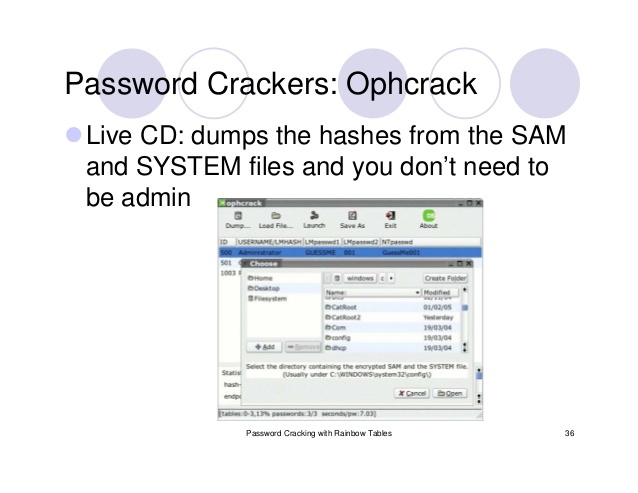 Password Crackers: Ophcrack
Live CD: dumps the hashes from the SAM
and SYSTEM files and you don't need to
be admin
ophcrack
Dump... Load File... Launch Save As Exit About
ID USERNAME/LMHASH LMpasswd1 LMpasswd2 NTpasswd
500 Administrator GUESSME 001 GuessMe001
501
Choose
1003
Home
Desktop
Filesystem
windows c
Create Folder
Name: Modified
CatRoot 01/02/05
CatRoot2 Yesterday
Com 19/03/04
config 19/03/04
dhcp 19/03/04
Add Remove
Select the directory containing the encrypted SAM and the SYSTEM file.
(Usually under C:\WINDOWS\system32\config\)
Statis
hash-
endpo
Cancel Open
[tables:0-3,13% passwords:3/3 seconds/pw:7.03]
Password Cracking with Rainbow Tables 36